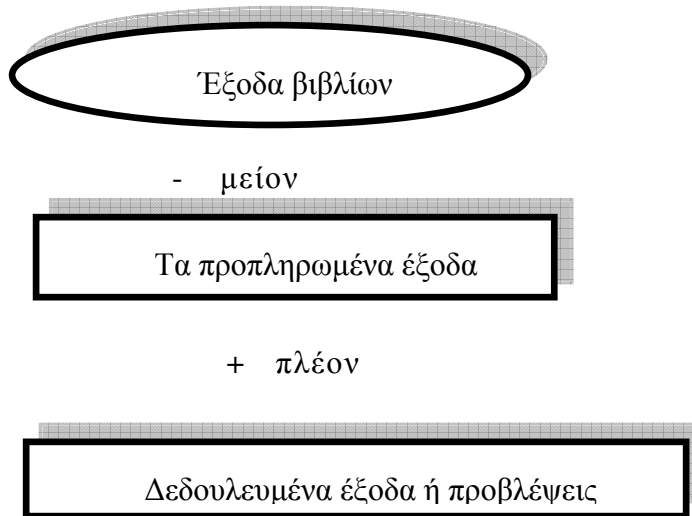 Έξοδα βιβλίων
- μείον
Τα προπληρωμένα έξοδα
+ πλέον
Δεδουλευμένα έξοδα ή προβλέψεις